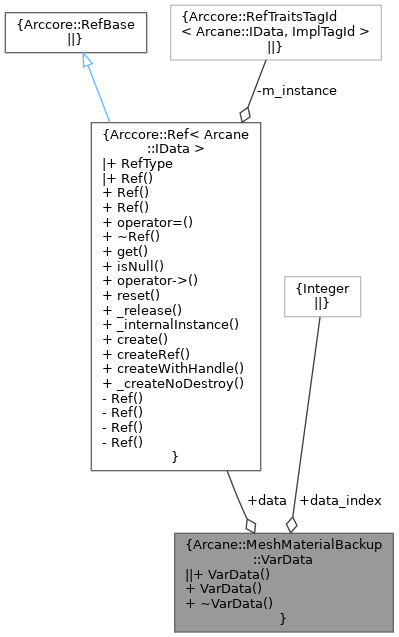 {Arccore::RefBase
||}
{Arccore::RefTraitsTagId
< Arcane::IData, ImplTagId >
||}
-m_instance
{Arccore::Ref< Arcane
::IData >
|+ RefType
|+ Ref()
+ Ref()
+ Ref()
+ operator=()
+ ~Ref()
+ get()
+ isNull()
+ operator->()
+ reset()
+ _release()
+ _internalInstance()
+ create()
+ createRef()
+ createWithHandle()
+ _createNoDestroy()
- Ref()
- Ref()
- Ref()
- Ref()
}
{Integer
||}
+data
+data_index
{Arcane::MeshMaterialBackup
::VarData
||+ VarData()
+ VarData()
+ ~VarData()
}